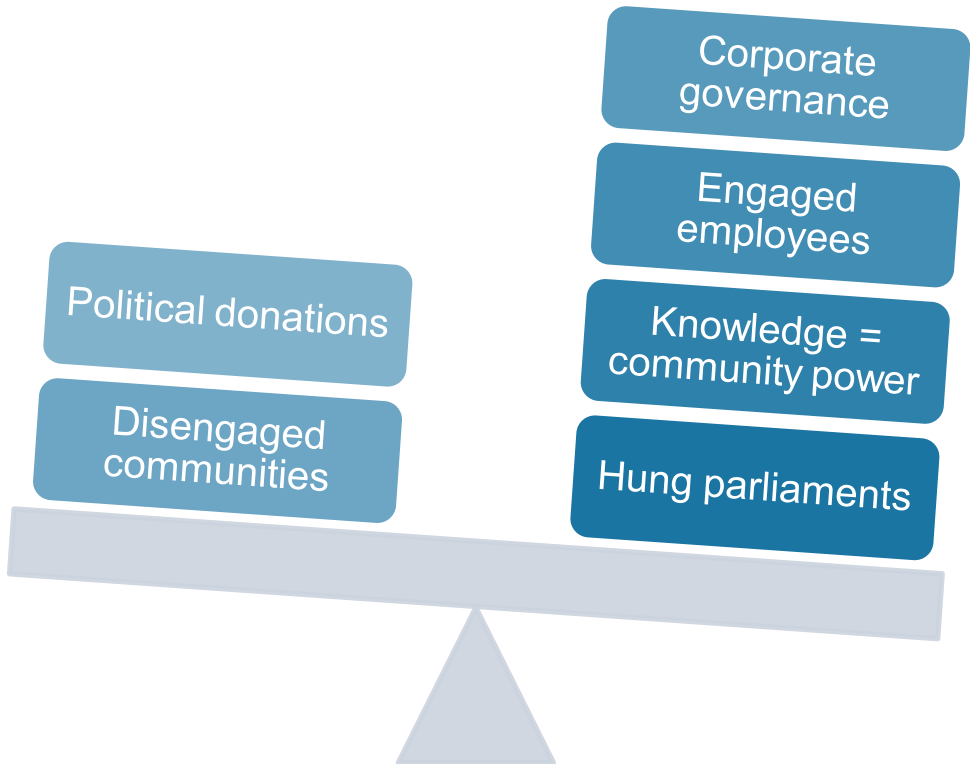 Political donations
Disengaged
communities
Corporate
governance
Engaged
employees
Knowledge =
community power
Hung parliaments